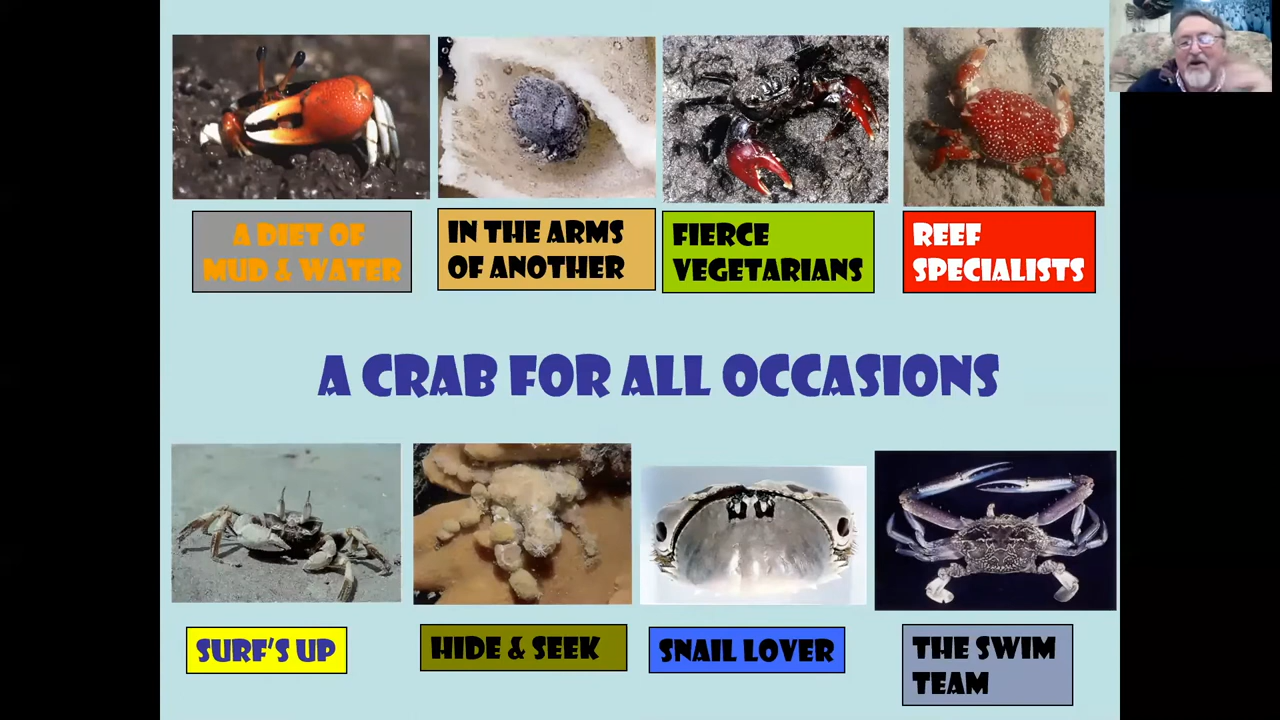 A DIET OF
MUD & WATER
IN THE ARMS
OF ANOTHER
FIERCE
VEGETARIANS
REEF
SPECIALISTS
A CRAB FOR ALL OCCASIONS
SURF'S UP
HIDE & SEEK
SNAIL LOVER
THE SWIM
TEAM